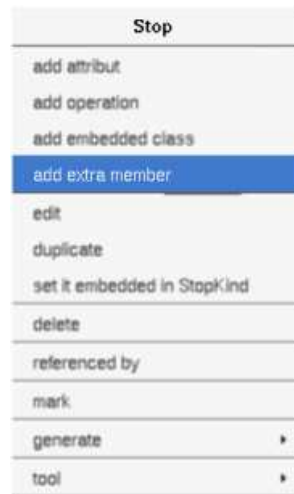 Stop
add attribut
add operation
add embedded class
add extra member
edit
duplicate
set it embedded in StopKind
delete
referenced by
mark
generate
tool